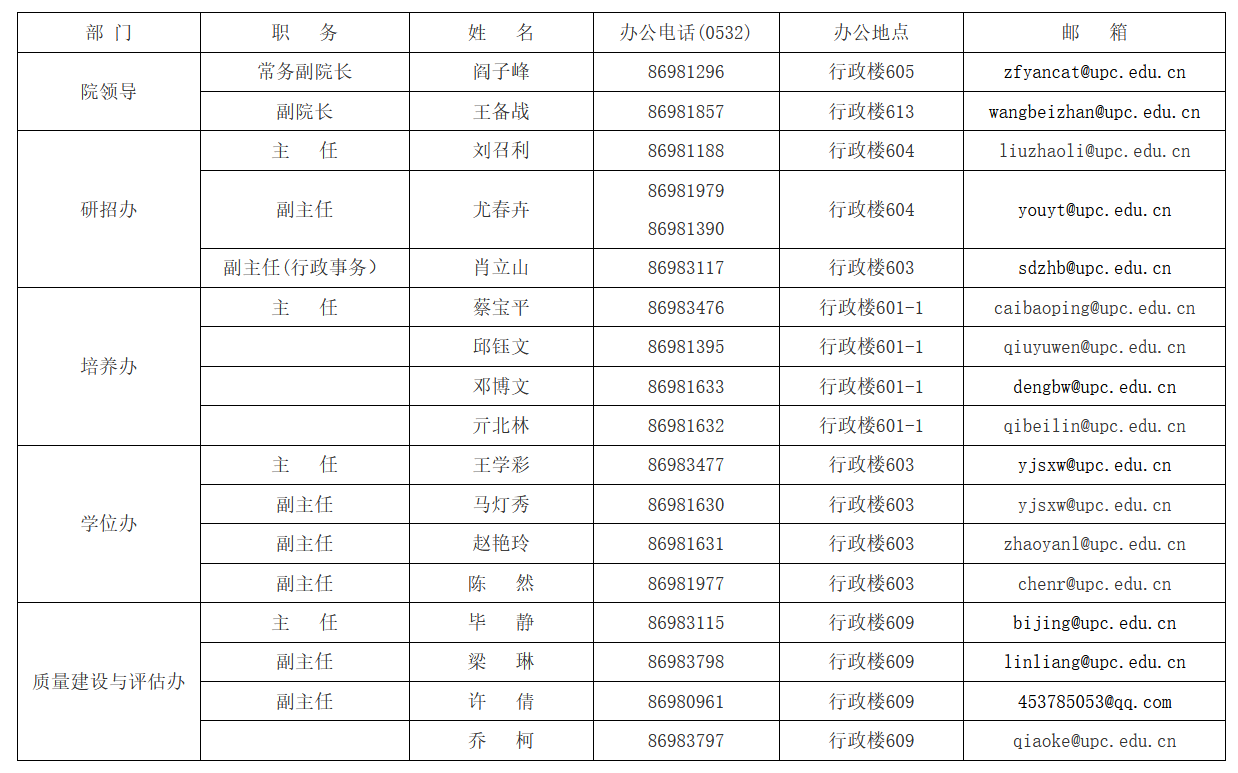 部 门 职 务 姓 名 办公电话(0532) 办公地点 邮 箱
院领导 常务副院长 阎子峰 86981296 行政楼605 zfyancat@upc.edu.cn
副院长 王备战 86981857 行政楼613 wangbeizhan@upc.edu.cn
研招办 主 任 刘召利 86981188 行政楼604 liuzhaoli@upc.edu.cn
副主任 尤春卉 86981979 86981390 行政楼604 youyt@upc.edu.cn
副主任(行政事务） 肖立山 86983117 行政楼603 sdzhb@upc.edu.cn
培养办 主 任 蔡宝平 86983476 行政楼601-1 caibaoping@upc.edu.cn
邱钰文 86981395 行政楼601-1 qiuyuwen@upc.edu.cn
邓博文 86981633 行政楼601-1 dengbw@upc.edu.cn
亓北林 86981632 行政楼601-1 qibeilin@upc.edu.cn
学位办 主 任 王学彩 86983477 行政楼603 yjsxw@upc.edu.cn
副主任 马灯秀 86981630 行政楼603 yjsxw@upc.edu.cn
副主任 赵艳玲 86981631 行政楼603 zhaoyanl@upc.edu.cn
副主任 陈 然 86981977 行政楼603 chenr@upc.edu.cn
质量建设与评估办 主 任 毕 静 86983115 行政楼609 bijing@upc.edu.cn
副主任 梁 琳 86983798 行政楼609 linliang@upc.edu.cn
副主任 许 倩 86980961 行政楼609 453785053@qq.com
乔 柯 86983797 行政楼609 qiaoke@upc.edu.cn